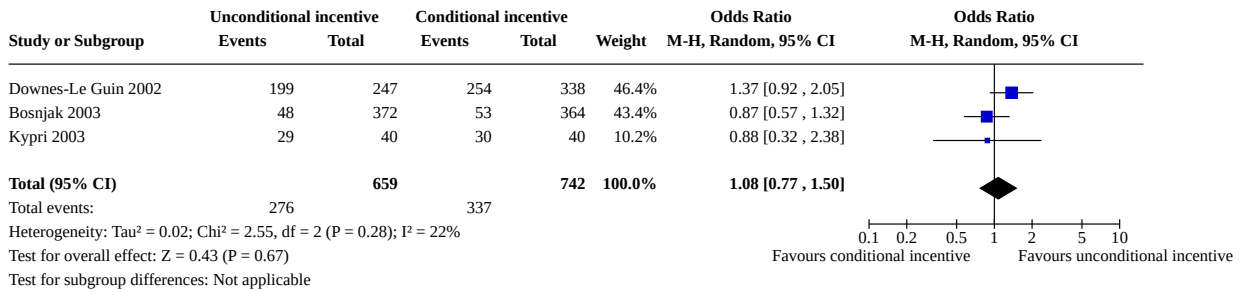 Unconditional incentive Conditional incentive Odds Ratio Odds Ratio
Study or Subgroup Events Total Events Total Weight M-H, Random, 95% CI M-H, Random, 95% CI
Downes-Le Guin 2002 199 247 254 338 46.4% 1.37 [0.92 , 2.05]
Bosnjak 2003 48 372 53 364 43.4% 0.87 [0.57 , 1.32]
Kypri 2003 29 40 30 40 10.2% 0.88 [0.32 , 2.38]
Total (95% CI) 659 742 100.0% 1.08 [0.77 , 1.50]
Total events: 276 337
Heterogeneity: Tau² = 0.02; Chi² = 2.55, df = 2 (P = 0.28); I² = 22%
0.1 0.2 0.5 1 2 5 10
Test for overall effect: Z = 0.43 (P = 0.67) Favours conditional incentive Favours unconditional incentive
Test for subgroup differences: Not applicable